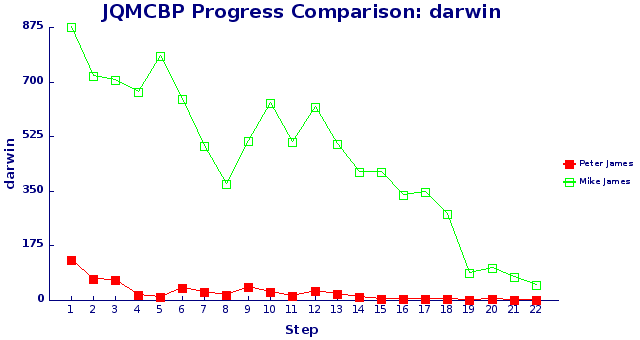 JQMCBP Progress Comparison: darwin
875
700
525
350
175
0
darwin
1 2 3 4 5 6 7 8 9 10 11 12 13 14 15 16 17 18 19 20 21 22
Step
Peter James
Mike James